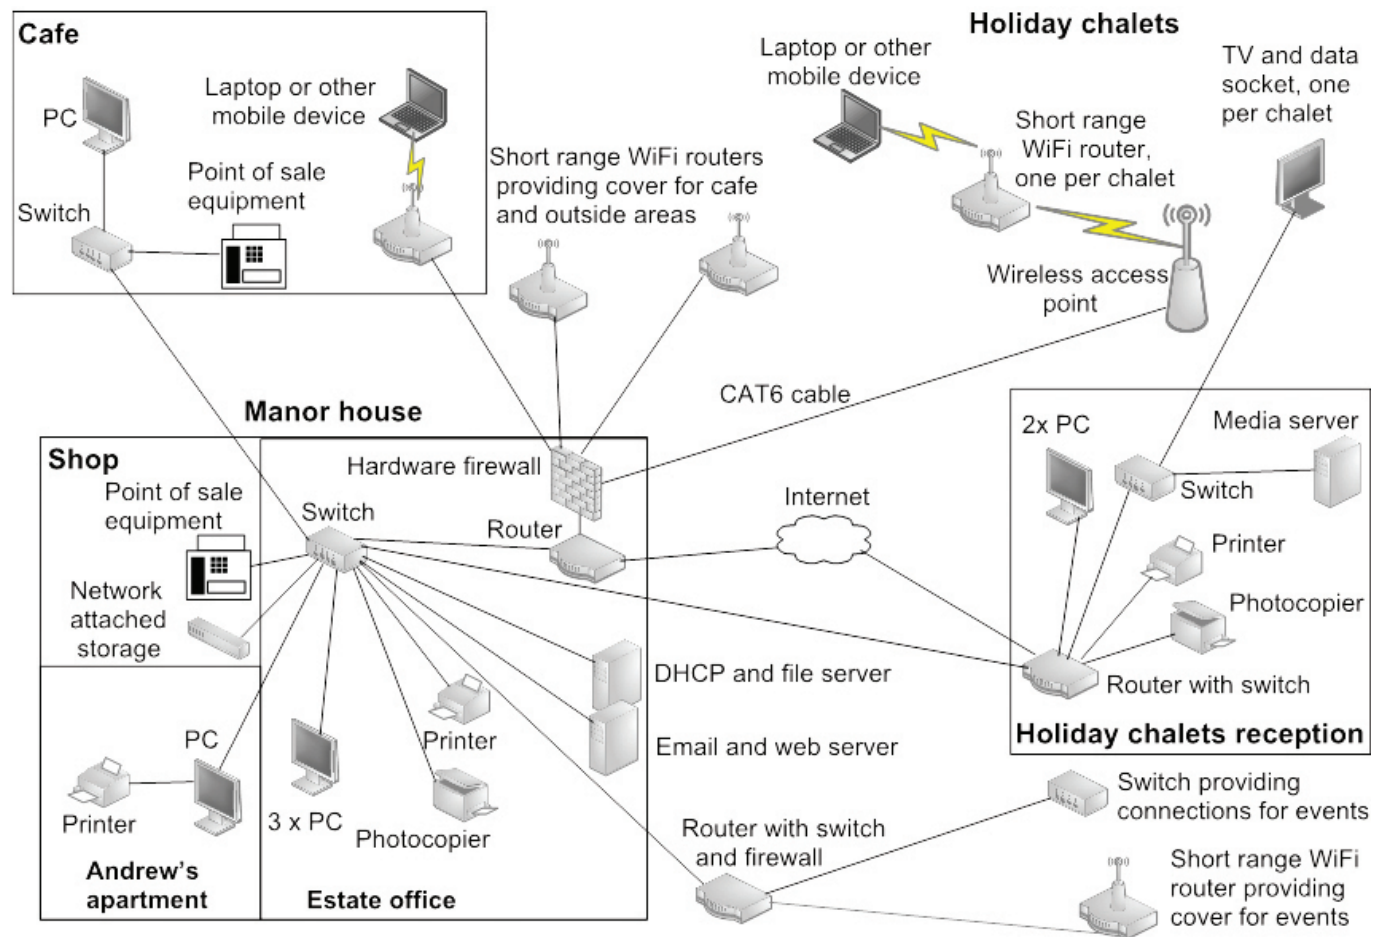 Cafe
PC
Laptop or other
mobile device
Point of sale
equipment
Switch
Short range WiFi routers
providing cover for cafe
and outside areas
Holiday chalets
Laptop or other
mobile device
Short range
WiFi router,
one per chalet
TV and data
socket, one
per chalet
Wireless access
point
CAT6 cable
Manor house
Shop
Point of sale
equipment
Network
attached
storage
Hardware firewall
Switch
Router
Internet
2x PC
Media server
Switch
Printer
Photocopier
Router with switch
Holiday chalets reception
DHCP and file server
Email and web server
PC
Printer
Andrew's
apartment
3 x PC
Printer
Photocopier
Estate office
Router with switch
and firewall
Switch providing
connections for events
Short range WiFi
router providing
cover for events